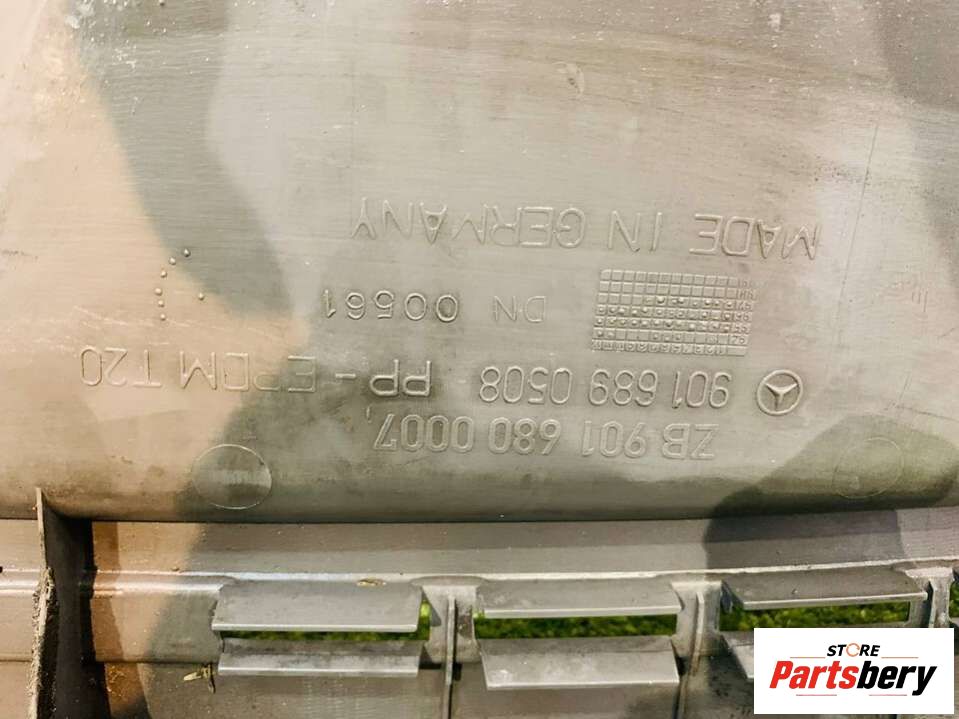 ZB 901 680 0007,
901 689 0508 - PP - EPDM T20
DN 00561
MADE IN GERMANY
STORE
Partsbery